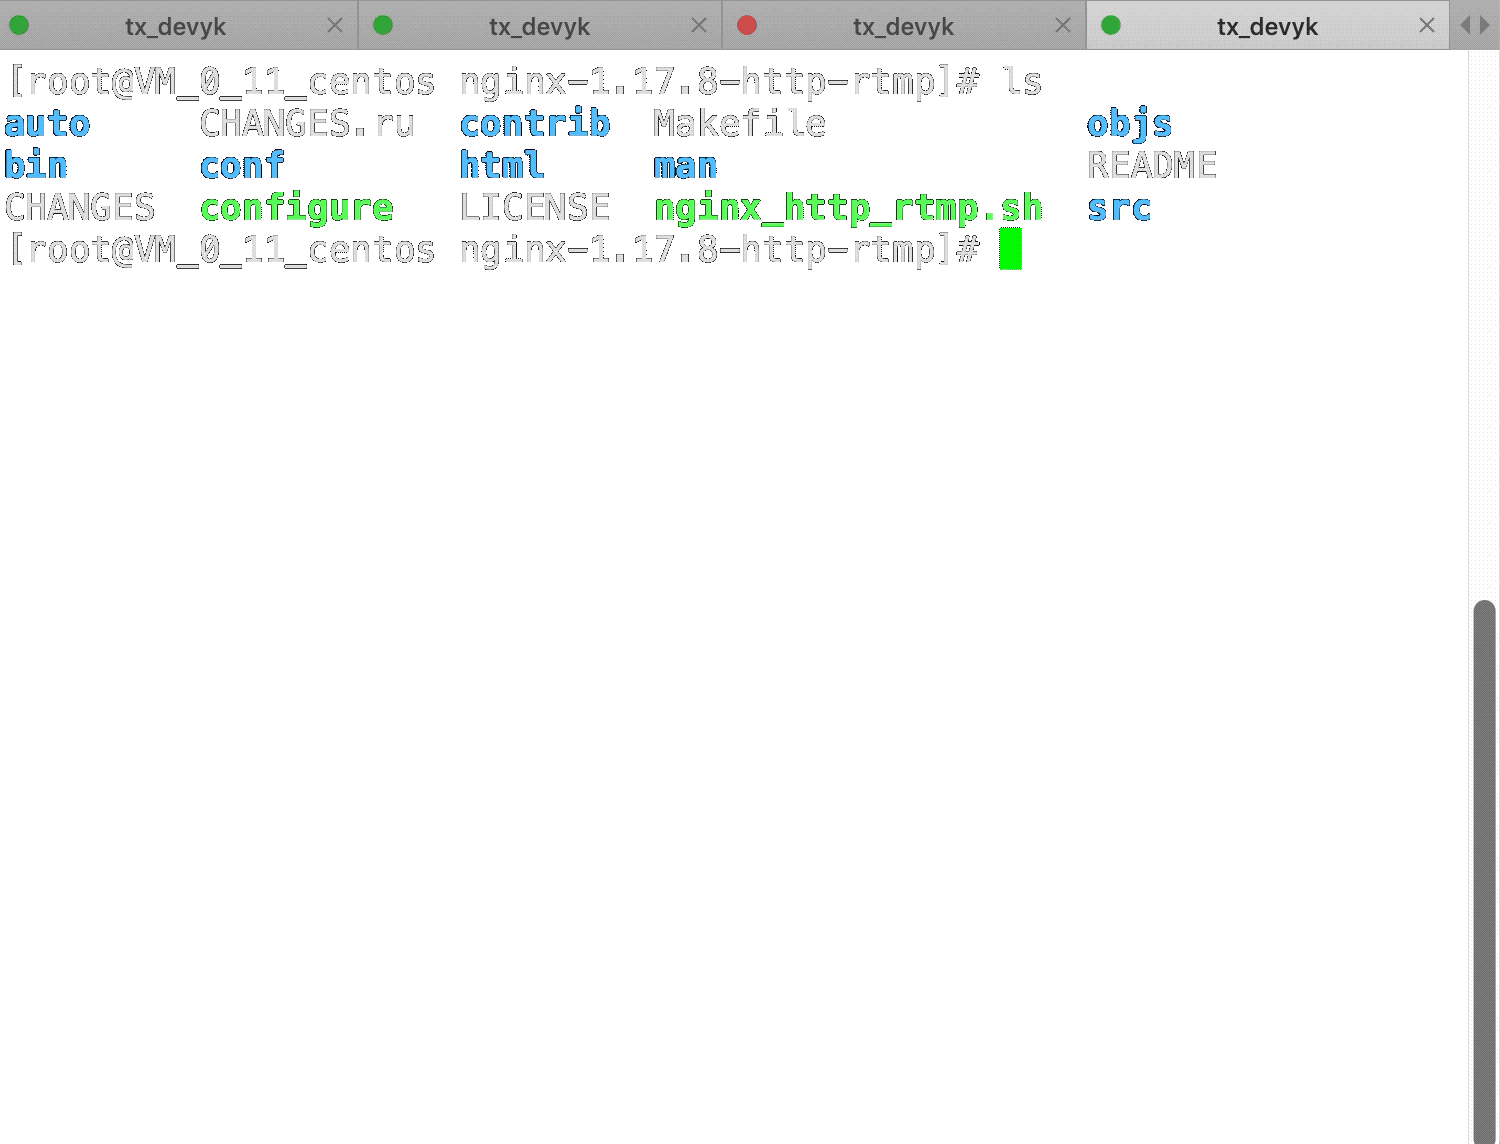 tx_devyk tx_devyk tx_devyk tx_devyk
[root@VM_0_11_centos nginx-1.17.8-http-rtmp]# ls
auto CHANGES.ru contrib Makefile objs
bin conf html man README
CHANGES configure LICENSE nginx_http_rtmp.sh src
[root@VM_0_11_centos nginx-1.17.8-http-rtmp]#